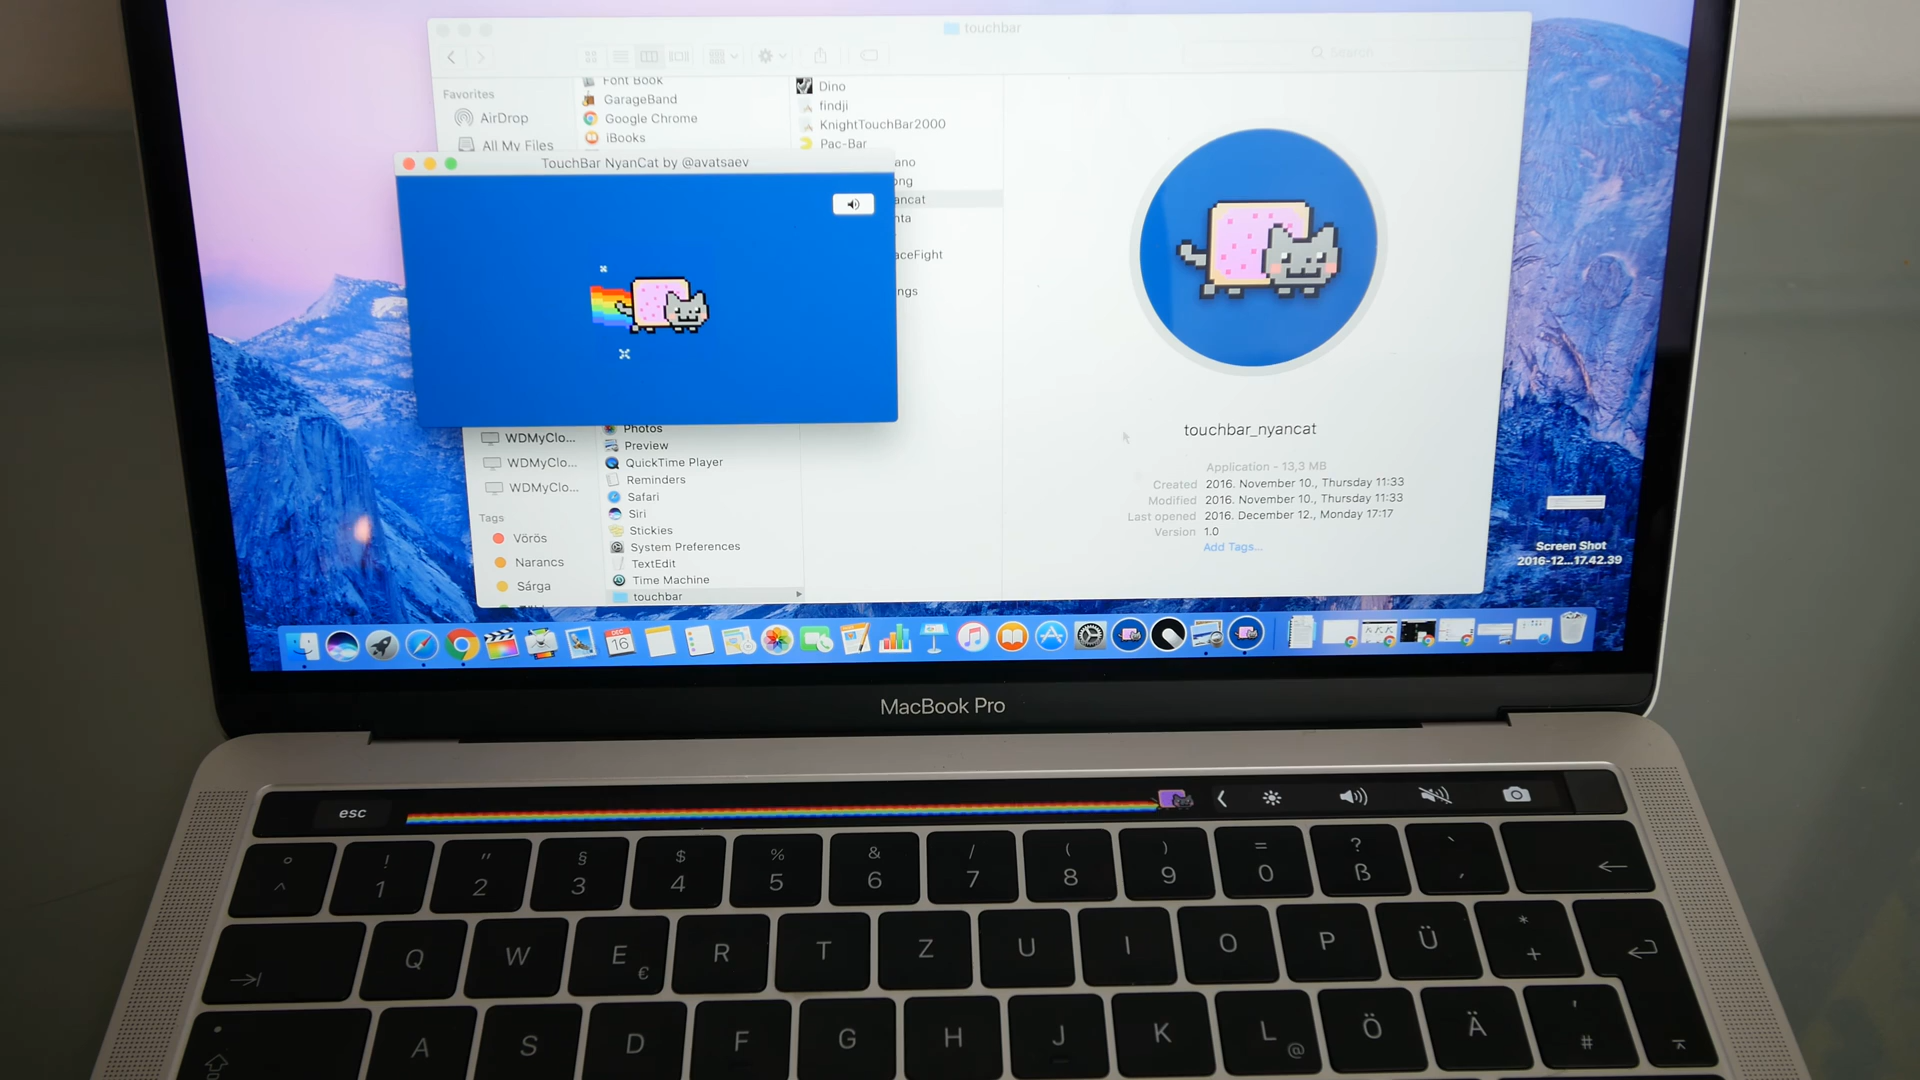 touchbar
Search
Favorites
AirDrop
All My Files
Font Book
GarageBand
Google Chrome
iBooks
Dino
findji
KnightTouchBar2000
Pac-Bar
ano
ong
ancat
nta
aceFight
ngs
TouchBar NyanCat by @avatsaev
WDMyClo...
WDMyClo...
WDMyClo...
Tags
Vörös
Narancs
Sárga
Photos
Preview
QuickTime Player
Reminders
Safari
Siri
Stickies
System Preferences
TextEdit
Time Machine
touchbar
touchbar_nyancat
Application - 13,3 MB
Created 2016. November 10., Thursday 11:33
Modified 2016. November 10., Thursday 11:33
Last opened 2016. December 12., Monday 17:17
Version 1.0
Add Tags...
Screen Shot
2016-12...17.42.39
DEC
16
MacBook Pro
esc
° ! " § $ % & / ( ) = ? `
^ 1 2 3 4 5 6 7 8 9 0 ß ´
Q W E € R T Z U I O P Ü * +
A S D F G H J K L @ Ö Ä ' #